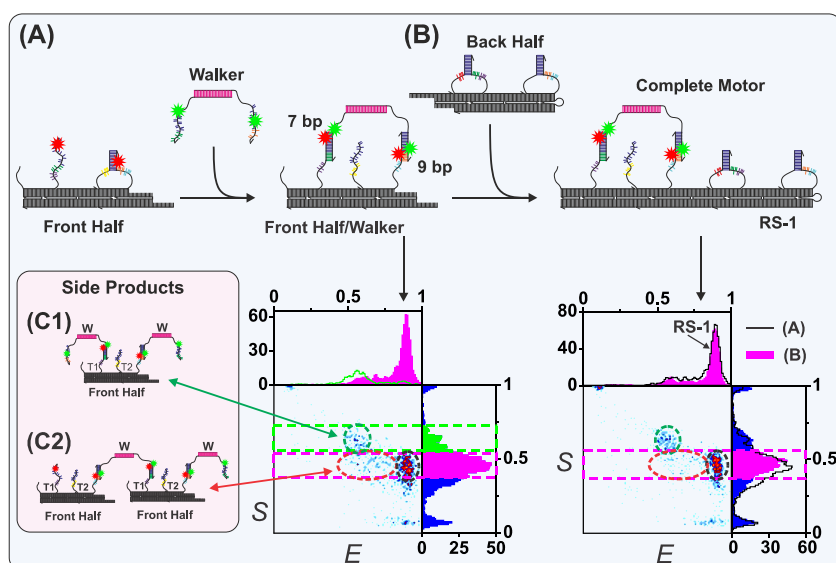 (A)
(B)
Walker
Back Half
Complete Motor
7 bp
9 bp
Front Half
Front Half/Walker
RS-1
Side Products
(C1)
W
W
T1
T2
Front Half
(C2)
W
W
T1
T2
T1
T2
Front Half
Front Half
0
0.5
1
60
30
0
1
0.5
0
S
E
0
25
50
0
0.5
1
80
40
0
RS-1
(A)
(B)
1
0.5
0
S
E
0
30
60